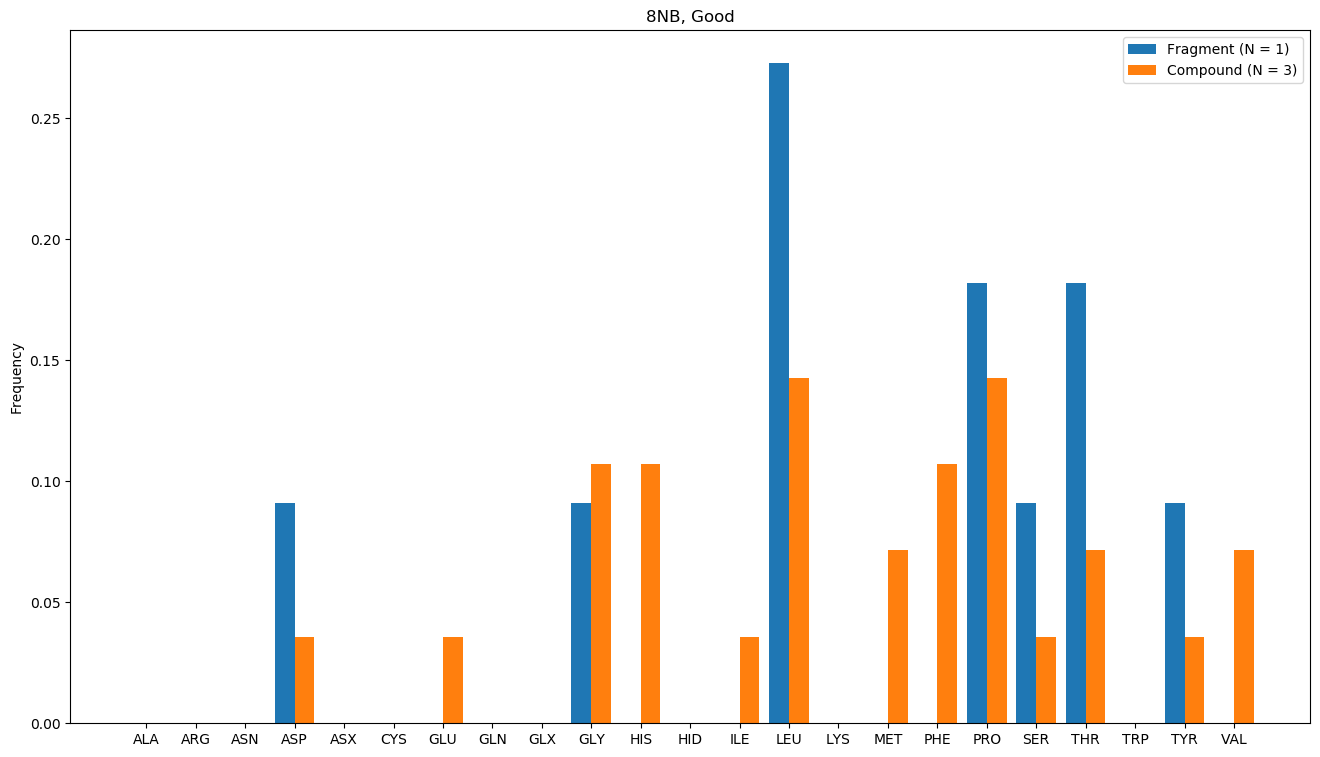 8NB, Good
Fragment (N = 1)
Compound (N = 3)
Frequency
0.25
0.20
0.15
0.10
0.05
0.00
ALA ARG ASN ASP ASX CYS GLU GLN GLX GLY HIS HID ILE LEU LYS MET PHE PRO SER THR TRP TYR VAL